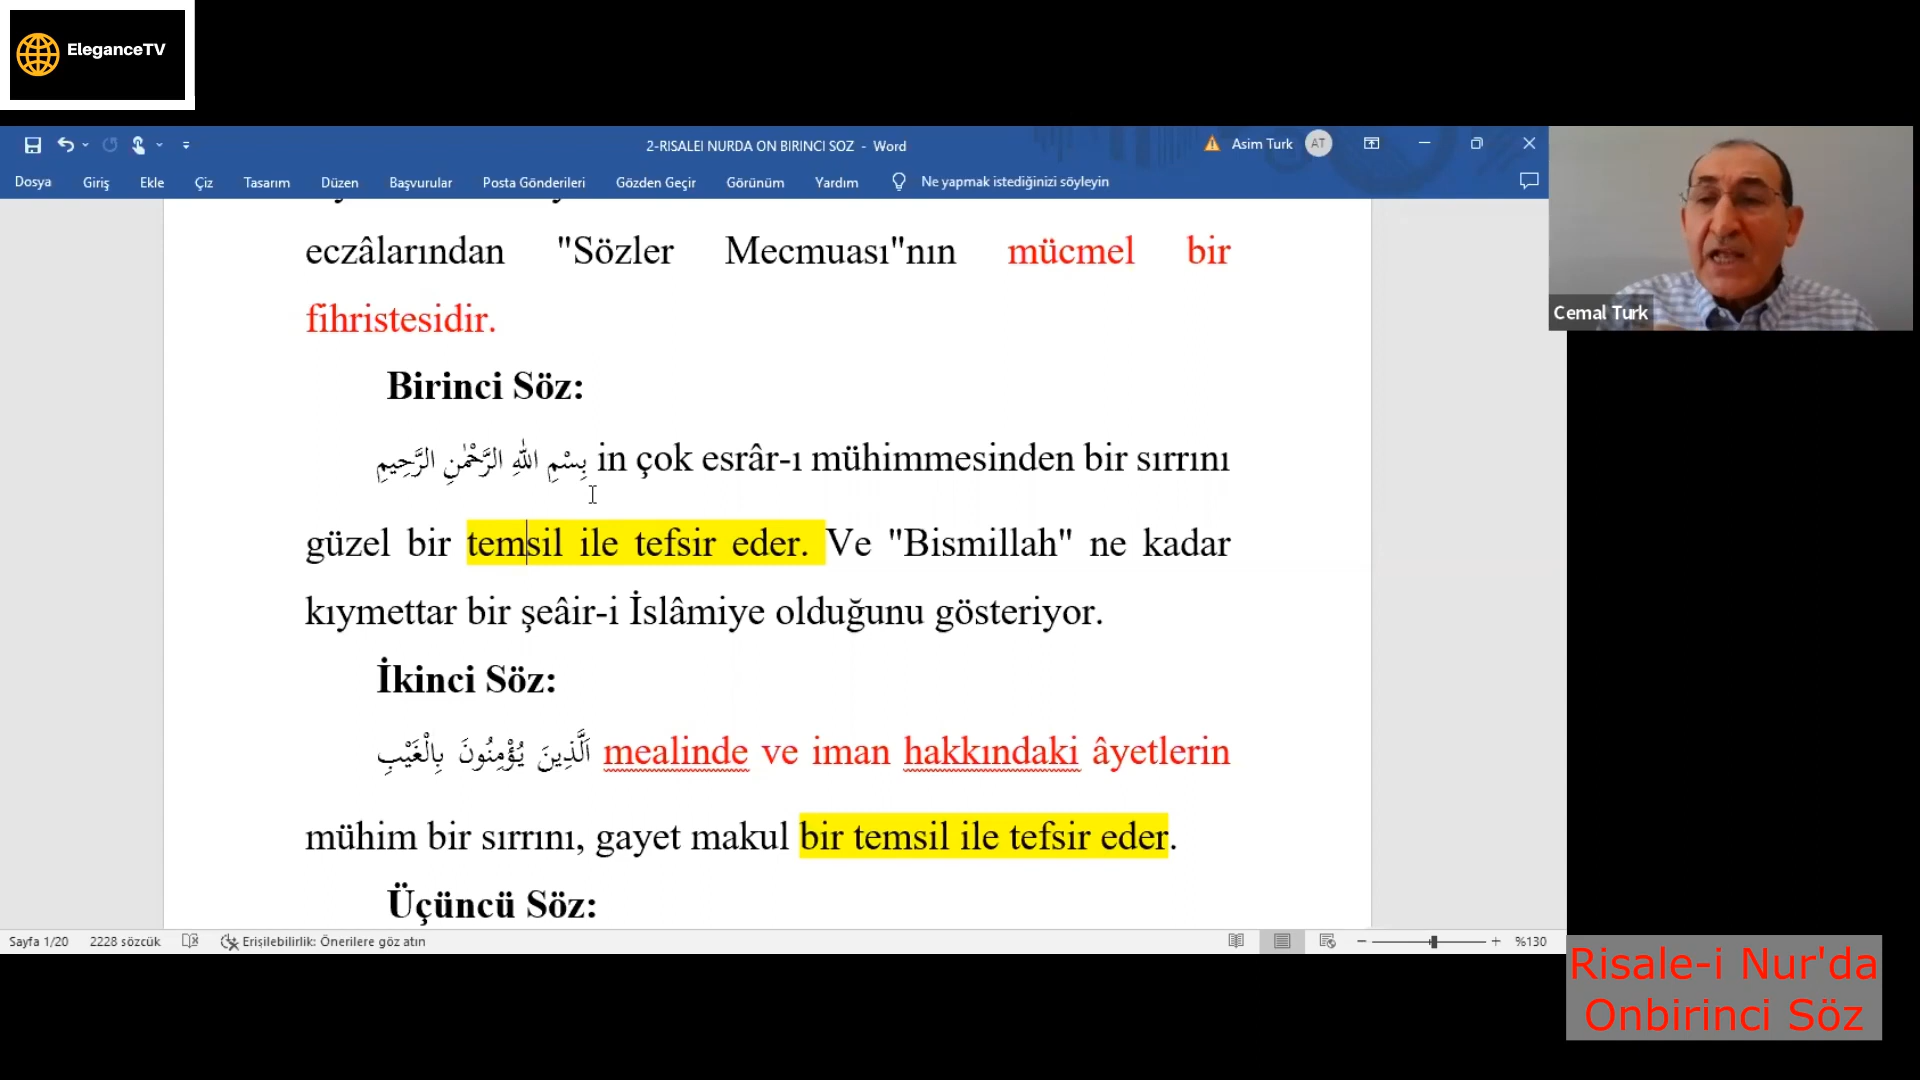 EleganceTV
2-RISALEI NURDA ON BIRINCI SOZ - Word
Asim Turk AT
Dosya Giriş Ekle Çiz Tasarım Düzen Başvurular Posta Gönderileri Gözden Geçir Görünüm Yardım Ne yapmak istediğinizi söyleyin
eczâlarından "Sözler Mecmuası"nın mücmel bir
fihristesidir.
Birinci Söz:
بِسْمِ اللّٰهِ الرَّحْمٰنِ الرَّحِيمِ in çok esrâr-ı mühimmesinden bir sırrını
güzel bir temsil ile tefsir eder. Ve "Bismillah" ne kadar
kıymettar bir şeâir-i İslâmiye olduğunu gösteriyor.
İkinci Söz:
اَلَّذِينَ يُؤْمِنُونَ بِالْغَيْبِ mealinde ve iman hakkındaki âyetlerin
mühim bir sırrını, gayet makul bir temsil ile tefsir eder.
Üçüncü Söz:
Cemal Turk
Sayfa 1/20 2228 sözcük Erişilebilirlik: Önerilere göz atın %130
Risale-i Nur'da
Onbirinci Söz